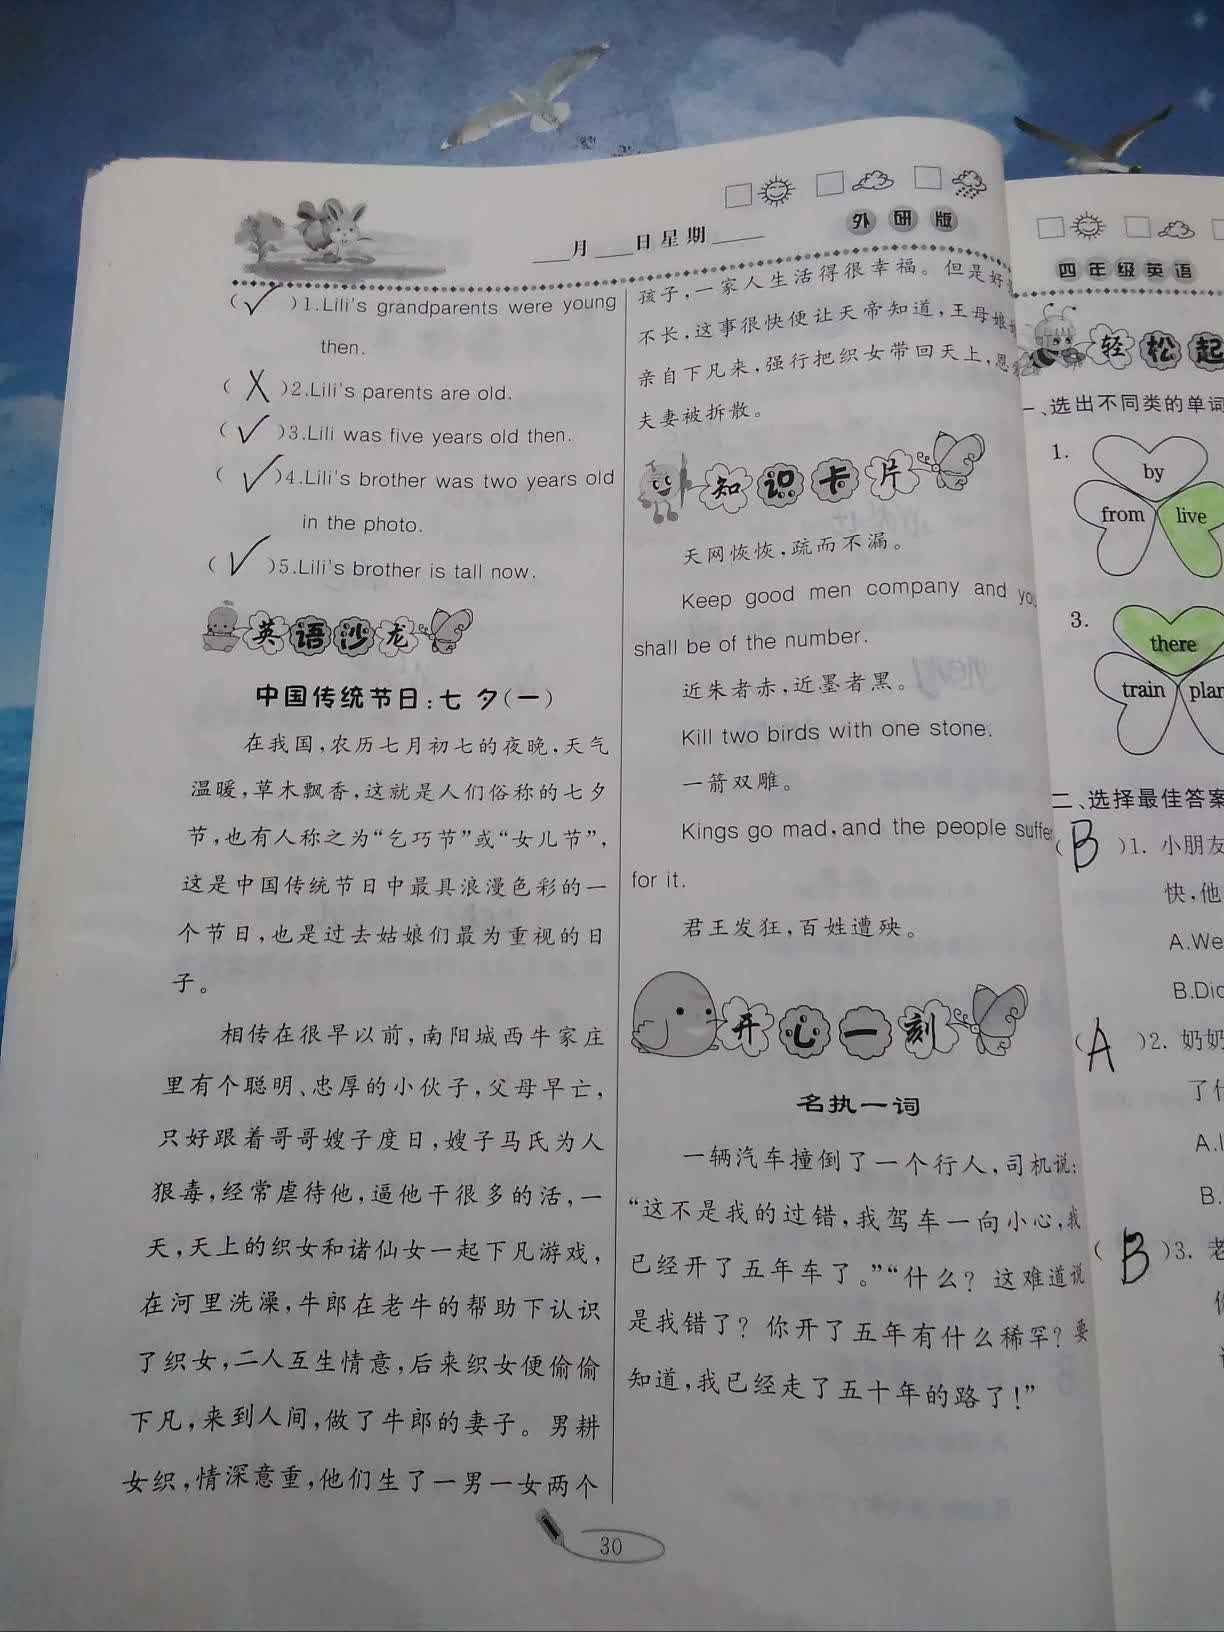 ___月___日星期____
外研版
(✓)1.Lili's grandparents were young
then.
(X)2.Lili's parents are old.
(✓)3.Lili was five years old then.
(✓)4.Lili's brother was two years old
in the photo.
(✓)5.Lili's brother is tall now.
英语沙龙
中国传统节日:七夕(一)
在我国,农历七月初七的夜晚,天气
温暖,草木飘香,这就是人们俗称的七夕
节,也有人称之为“乞巧节”或“女儿节”,
这是中国传统节日中最具浪漫色彩的一
个节日,也是过去姑娘们最为重视的日
子。
相传在很早以前,南阳城西牛家庄
里有个聪明、忠厚的小伙子,父母早亡,
只好跟着哥哥嫂子度日,嫂子马氏为人
狠毒,经常虐待他,逼他干很多的活,一
天,天上的织女和诸仙女一起下凡游戏,
在河里洗澡,牛郎在老牛的帮助下认识
了织女,二人互生情意,后来织女便偷偷
下凡,来到人间,做了牛郎的妻子。男耕
女织,情深意重,他们生了一男一女两个
孩子,一家人生活得很幸福。但是好
不长,这事很快便让天帝知道,王母娘
亲自下凡来,强行把织女带回天上,恩
夫妻被拆散。
知识卡片
天网恢恢,疏而不漏。
Keep good men company and you
shall be of the number.
近朱者赤,近墨者黑。
Kill two birds with one stone.
一箭双雕。
Kings go mad,and the people suffe
for it.
君王发狂,百姓遭殃。
开心一刻
各执一词
一辆汽车撞倒了一个行人,司机说:
“这不是我的过错,我驾车一向小心,我
已经开了五年车了。”“什么?这难道说
是我错了?你开了五年有什么稀罕?要
知道,我已经走了五十年的路了!”
30
四年级英语
轻松起
一、选出不同类的单词
1.
by
from live
3.
there
train plan
二、选择最佳答案
(B)1. 小朋友
快,他
A.We
B.Did
(A)2. 奶奶
了什
A.I
B.
(B)3. 老